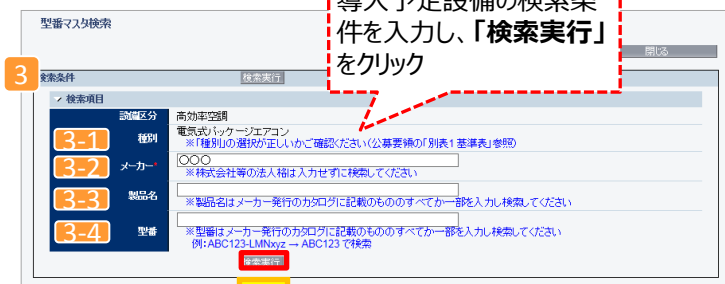 導入予定設備の検索条
件を入力し、「検索実行」
をクリック
型番マスタ検索
閉じる
3
検索条件
検索実行
検索項目
設備区分
高効率空調
3-1
種別
電気式パッケージエアコン
※「種別」の選択が正しいかご確認ください(公募要領の「別表1 基準表」参照)
3-2
メーカー*
○○○
※株式会社等の法人格は入力せずに検索してください
3-3
製品名
※製品名はメーカー発行のカタログに記載のもののすべてか一部を入力し検索してください
3-4
型番
※型番はメーカー発行のカタログに記載のもののすべてか一部を入力し検索してください
例:ABC123-LMNxyz → ABC123 で検索
検索実行